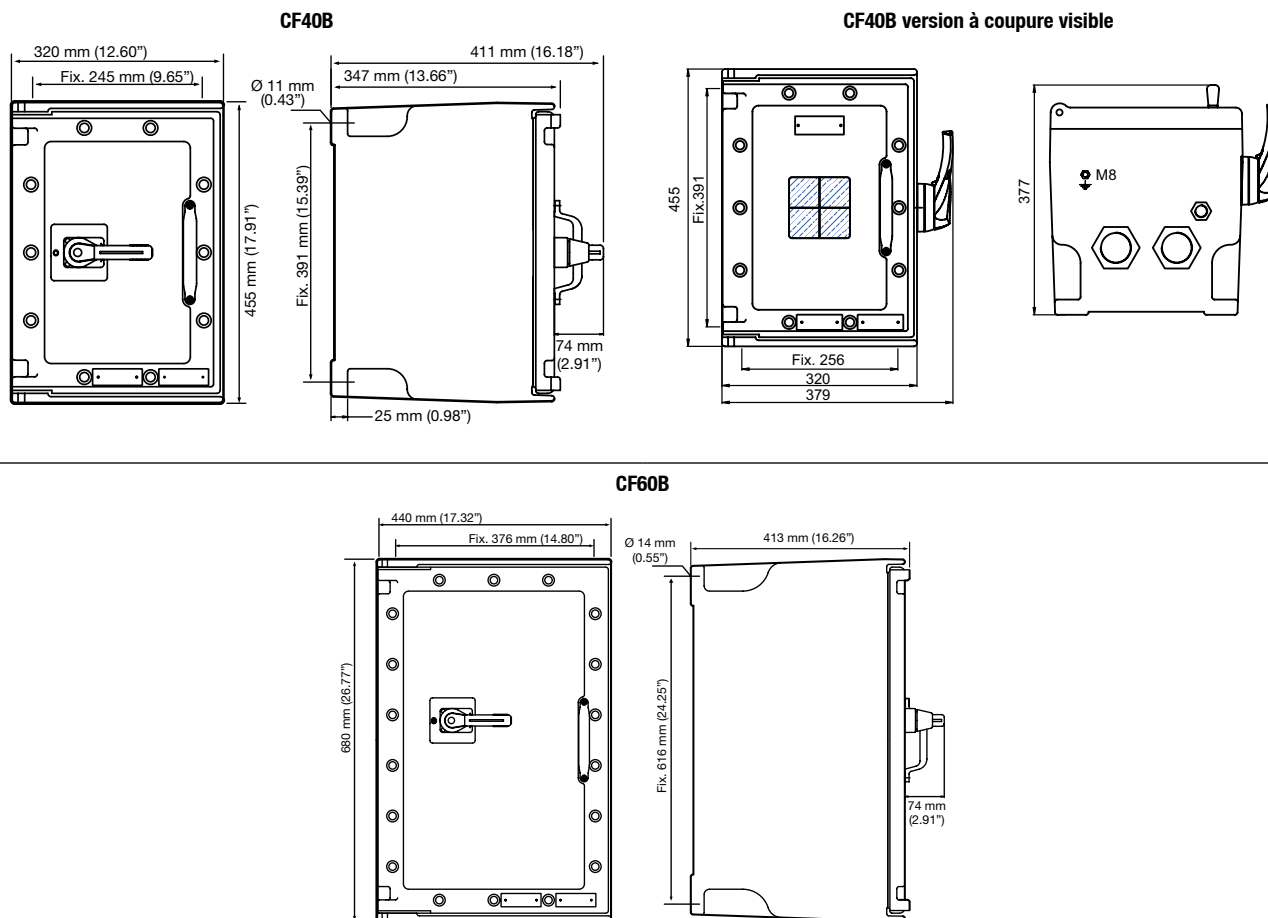 CF40B
320 mm (12.60”)
Fix. 245 mm (9.65”)
455 mm (17.91”)
411 mm (16.18”)
347 mm (13.66”)
Ø 11 mm
(0.43”)
Fix. 391 mm (15.39”)
74 mm
(2.91”)
25 mm (0.98”)
CF40B version à coupure visible
455
Fix.391
Fix. 256
320
379
377
M8
CF60B
440 mm (17.32”)
Fix. 376 mm (14.80”)
680 mm (26.77”)
Ø 14 mm
(0.55”)
413 mm (16.26”)
Fix. 616 mm (24.25”)
74 mm
(2.91”)